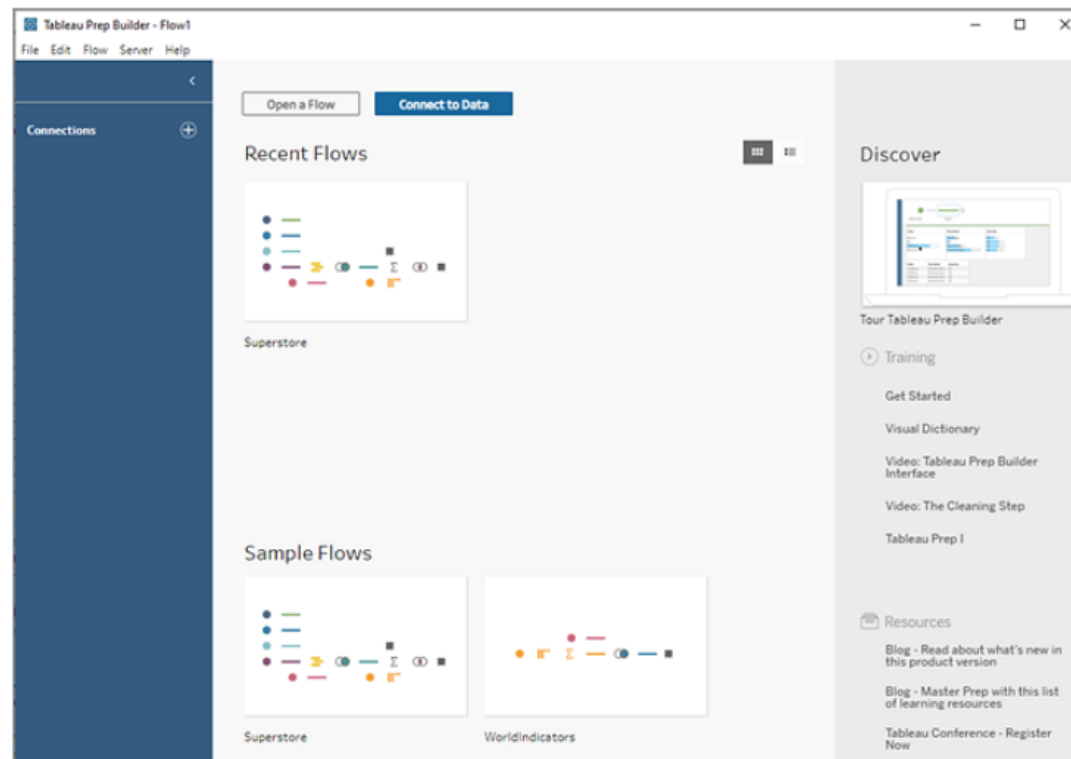 Tableau Prep Builder - Flow1
File Edit Flow Server Help
Connections
Open a Flow
Connect to Data
Recent Flows
Superstore
Sample Flows
Superstore
WorldIndicators
Discover
Tour Tableau Prep Builder
Training
Get Started
Visual Dictionary
Video: Tableau Prep Builder
Interface
Video: The Cleaning Step
Tableau Prep I
Resources
Blog - Read about what's new in
this product version
Blog - Master Prep with this list
of learning resources
Tableau Conference - Register
Now